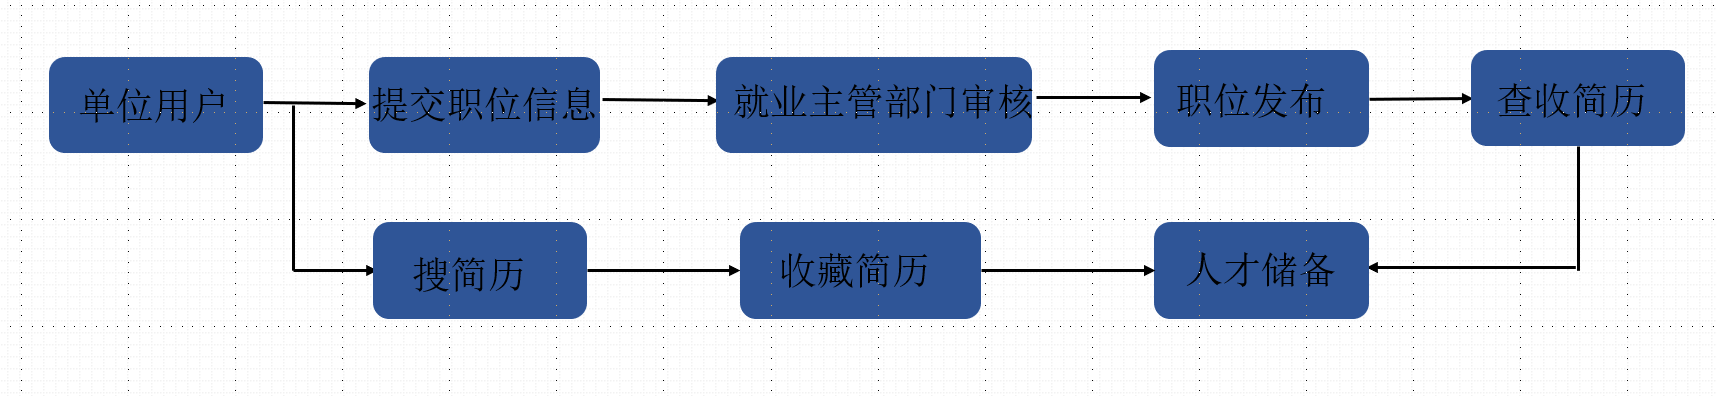 单位用户
提交职位信息
就业主管部门审核
职位发布
查收简历
搜简历
收藏简历
人才储备